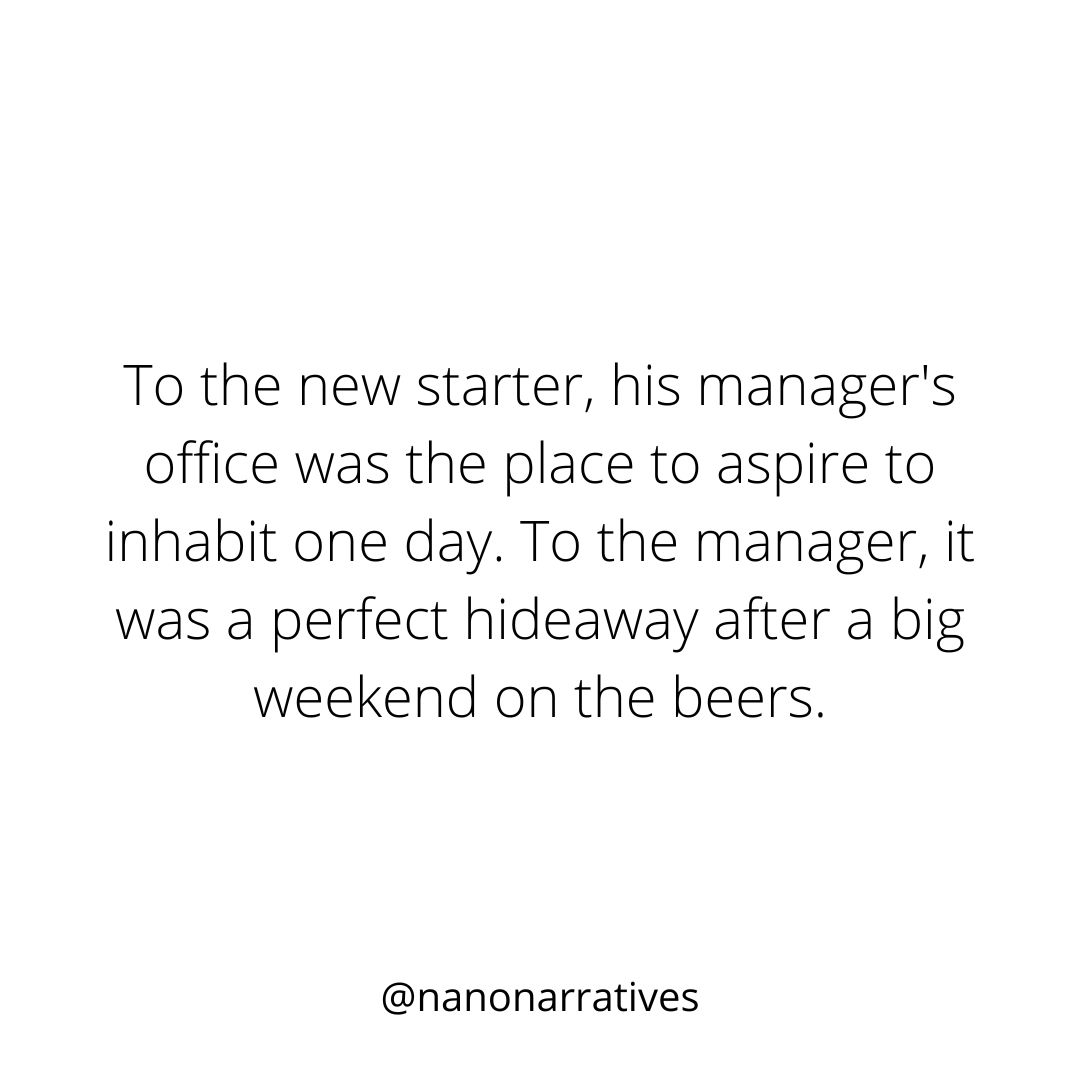 To the new starter, his manager's
office was the place to aspire to
inhabit one day. To the manager, it
was a perfect hideaway after a big
weekend on the beers.
@nanonarratives